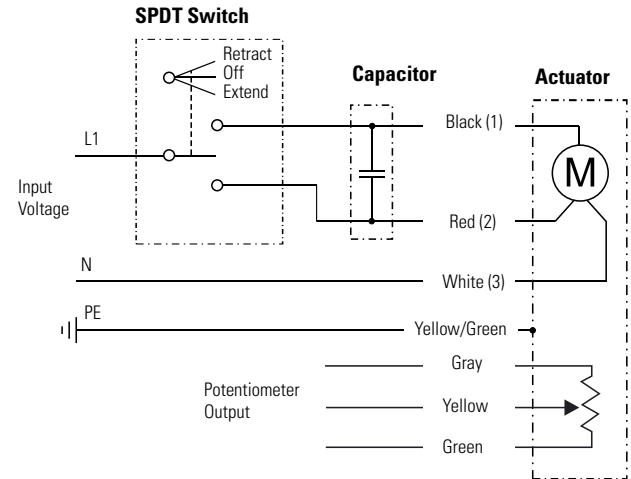 SPDT Switch
Retract
Off
Extend
Capacitor
Actuator
L1
Black (1)
M
Input
Voltage
Red (2)
N
White (3)
PE
Yellow/Green
Gray
Potentiometer
Output
Yellow
Green